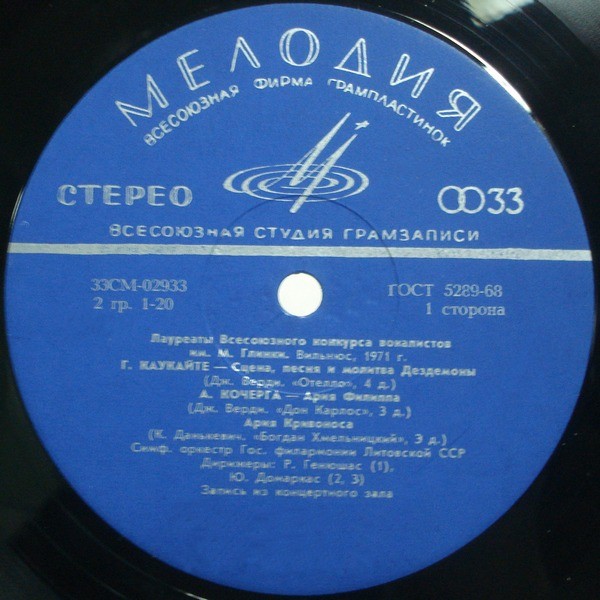 МЕЛОДИЯ
ВСЕСОЮЗНАЯ ФИРМА ГРАМПЛАСТИНОК
СТЕРЕО
33
ВСЕСОЮЗНАЯ СТУДИЯ ГРАМЗАПИСИ
33СМ-02933
ГОСТ 5289-68
2 гр. 1-20
1 сторона
Лауреаты Всесоюзного конкурса вокалистов
им. М. Глинки. Вильнюс, 1971 г.
Г. КАУКАЙТЕ — Сцена, песня и молитва Дездемоны
(Дж. Верди. «Отелло», 4 д.)
А. КОЧЕРГА — Ария Филиппа
(Дж. Верди. «Дон Карлос», 3 д.)
Ария Кривоноса
(К. Данькевич. «Богдан Хмельницкий», 3 д.)
Симф. оркестр Гос. филармонии Литовской ССР
Дирижеры: Р. Генюшас (1),
Ю. Домаркас (2, 3)
Запись из концертного зала